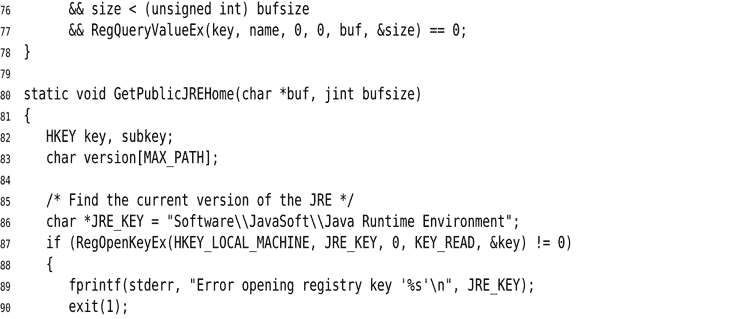 76 && size < (unsigned int) bufsize
77 && RegQueryValueEx(key, name, 0, 0, buf, &size) == 0;
78 }
79
80 static void GetPublicJREHome(char *buf, jint bufsize)
81 {
82 HKEY key, subkey;
83 char version[MAX_PATH];
84
85 /* Find the current version of the JRE */
86 char *JRE_KEY = "Software\\JavaSoft\\Java Runtime Environment";
87 if (RegOpenKeyEx(HKEY_LOCAL_MACHINE, JRE_KEY, 0, KEY_READ, &key) != 0)
88 {
89 fprintf(stderr, "Error opening registry key '%s'\n", JRE_KEY);
90 exit(1);